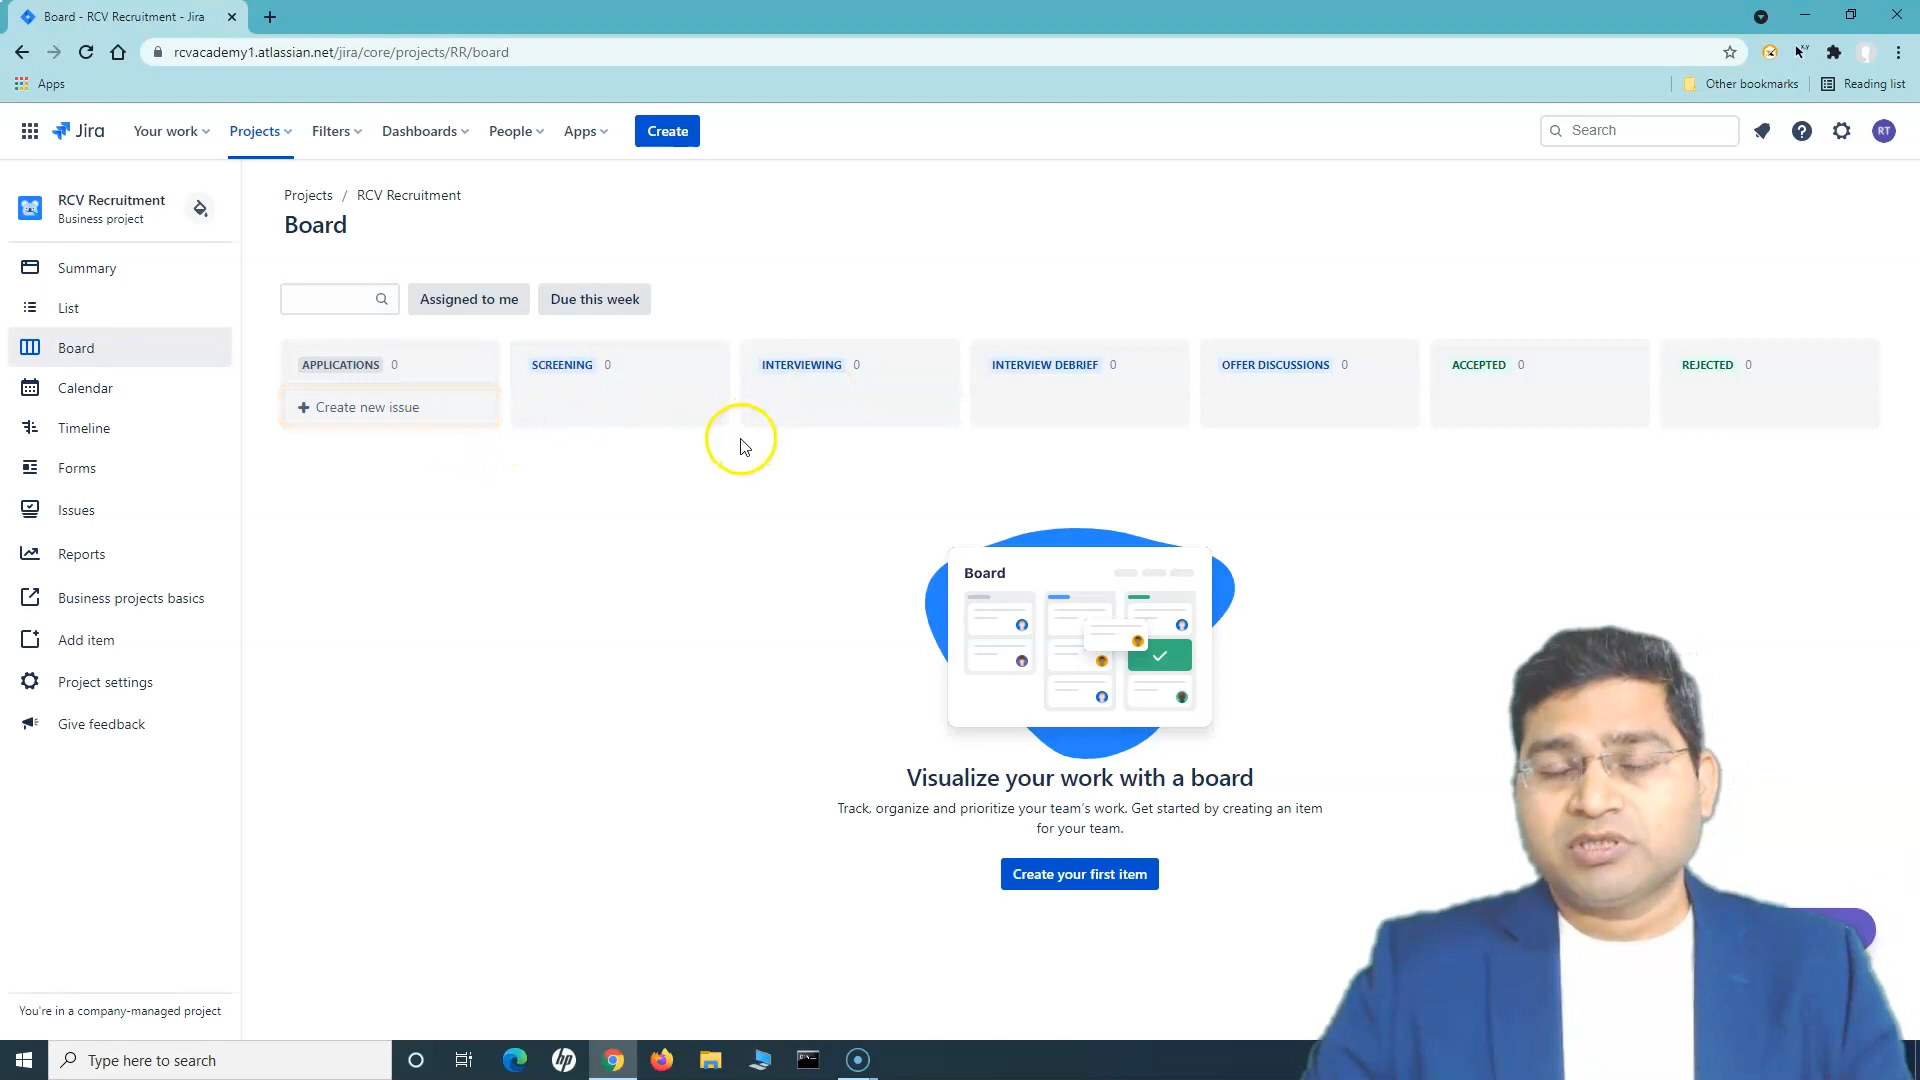 Board - RCV Recruitment - Jira
rcvacademy1.atlassian.net/jira/core/projects/RR/board
Apps
Other bookmarks
Reading list
Jira
Your work
Projects
Filters
Dashboards
People
Apps
Create
Search
RT
RCV Recruitment
Business project
Summary
List
Board
Calendar
Timeline
Forms
Issues
Reports
Business projects basics
Add item
Project settings
Give feedback
You're in a company-managed project
Projects / RCV Recruitment
Board
Assigned to me
Due this week
APPLICATIONS 0
SCREENING 0
INTERVIEWING 0
INTERVIEW DEBRIEF 0
OFFER DISCUSSIONS 0
ACCEPTED 0
REJECTED 0
+ Create new issue
Board
Visualize your work with a board
Track, organize and prioritize your team's work. Get started by creating an item
for your team.
Create your first item
Type here to search
hp